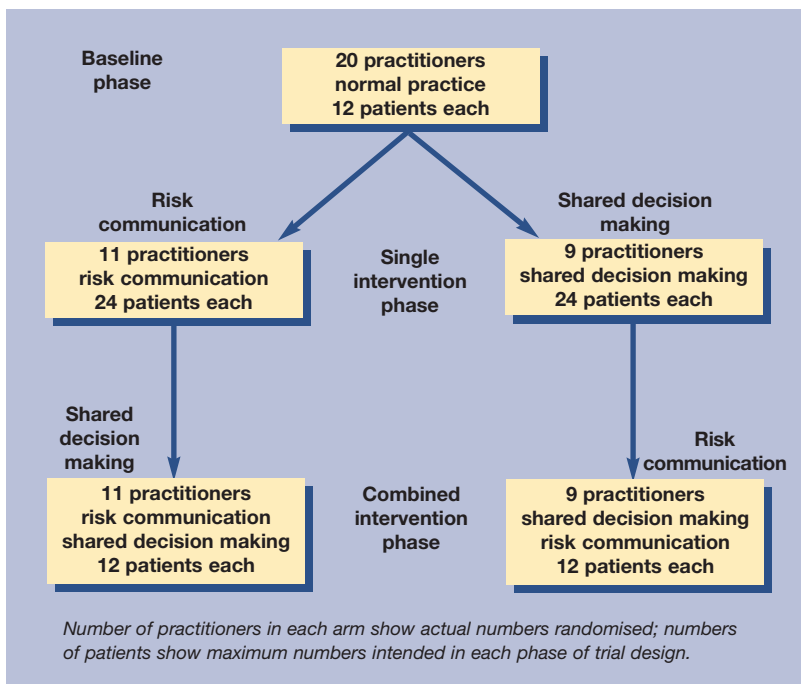 Baseline
phase
20 practitioners
normal practice
12 patients each
Risk
communication
11 practitioners
risk communication
24 patients each
Single
intervention
phase
Shared decision
making
9 practitioners
shared decision making
24 patients each
Shared
decision
making
11 practitioners
risk communication
shared decision making
12 patients each
Combined
intervention
phase
Risk
communication
9 practitioners
shared decision making
risk communication
12 patients each
Number of practitioners in each arm show actual numbers randomised; numbers
of patients show maximum numbers intended in each phase of trial design.